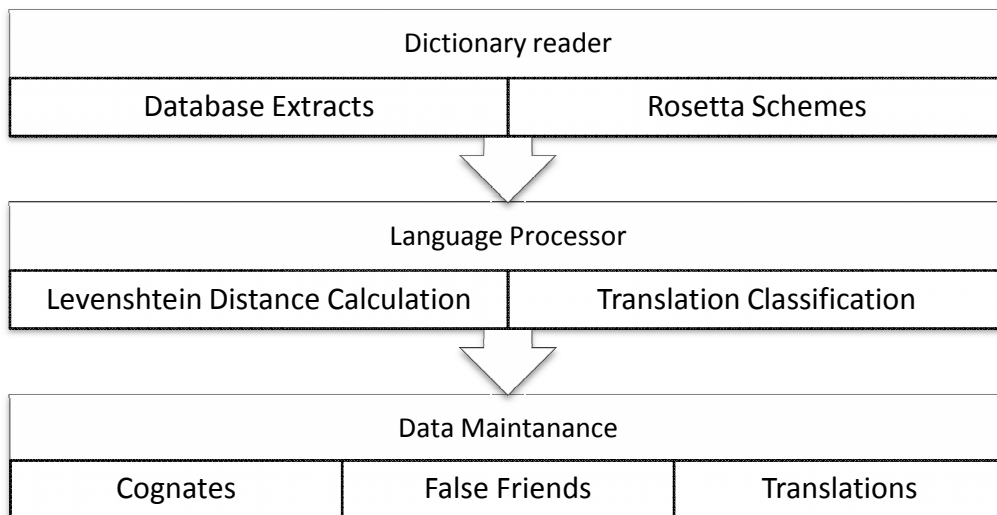 Dictionary reader
Database Extracts
Rosetta Schemes
Language Processor
Levenshtein Distance Calculation
Translation Classification
Data Maintanance
Cognates
False Friends
Translations